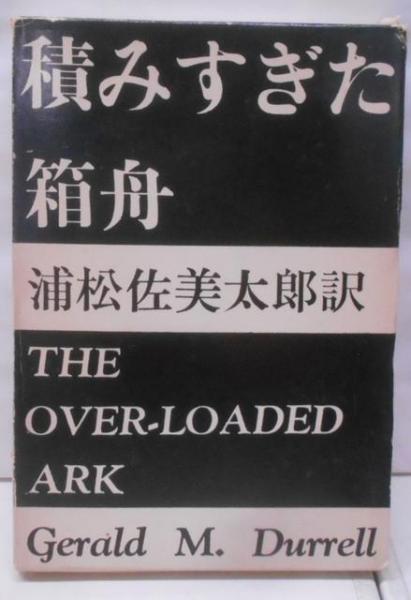 積みすぎた
箱舟
浦松佐美太郎訳
THE
OVER-LOADED
ARK
Gerald M. Durrell